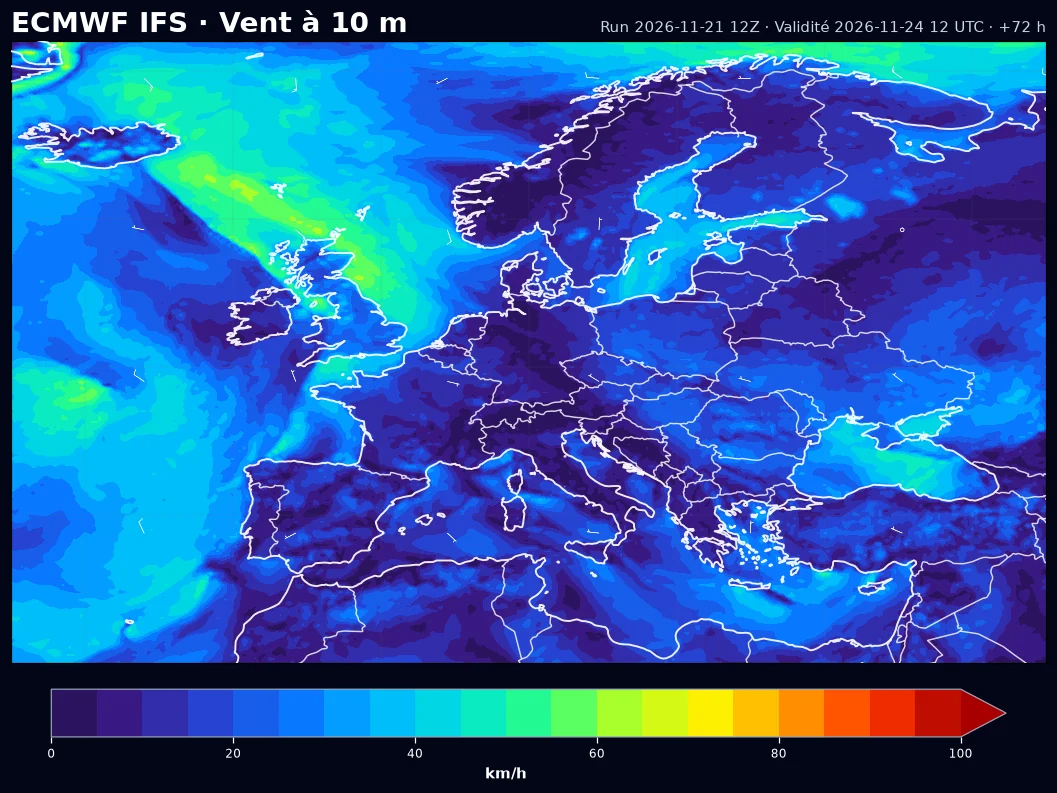 ECMWF IFS · Vent à 10 m
Run 2026-11-21 12Z · Validité 2026-11-24 12 UTC · +72 h
0 20 40 60 80 100
km/h